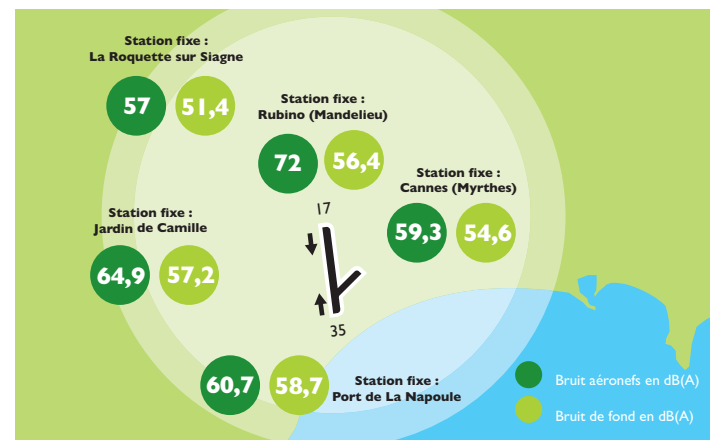 Station fixe :
La Roquette sur Siagne
57
51,4
Station fixe :
Rubino (Mandelieu)
72
56,4
Station fixe :
Cannes (Myrthes)
59,3
54,6
Station fixe :
Jardin de Camille
64,9
57,2
17
35
60,7
58,7
Station fixe :
Port de La Napoule
Bruit aéronefs en dB(A)
Bruit de fond en dB(A)